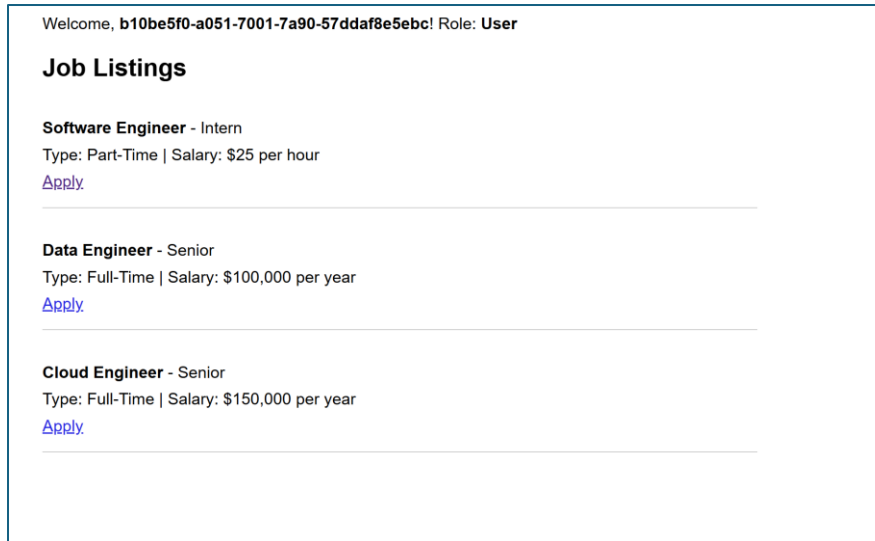 Welcome, b10be5f0-a051-7001-7a90-57ddaf8e5ebc! Role: User
Job Listings
Software Engineer - Intern
Type: Part-Time | Salary: $25 per hour
Apply
Data Engineer - Senior
Type: Full-Time | Salary: $100,000 per year
Apply
Cloud Engineer - Senior
Type: Full-Time | Salary: $150,000 per year
Apply